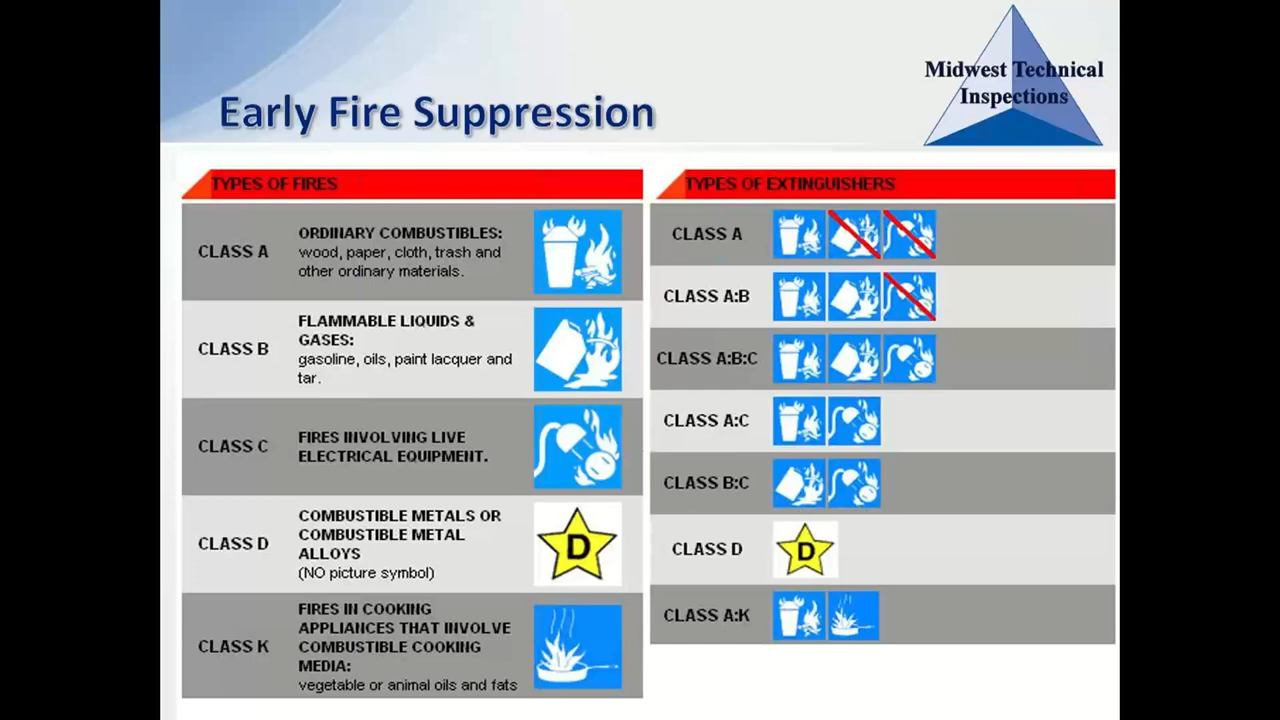 Midwest Technical
Inspections
Early Fire Suppression
TYPES OF FIRES
CLASS A
ORDINARY COMBUSTIBLES:
wood, paper, cloth, trash and
other ordinary materials.
CLASS B
FLAMMABLE LIQUIDS &
GASES:
gasoline, oils, paint lacquer and
tar.
CLASS C
FIRES INVOLVING LIVE
ELECTRICAL EQUIPMENT.
CLASS D
COMBUSTIBLE METALS OR
COMBUSTIBLE METAL
ALLOYS
(NO picture symbol)
D
CLASS K
FIRES IN COOKING
APPLIANCES THAT INVOLVE
COMBUSTIBLE COOKING
MEDIA:
vegetable or animal oils and fats
TYPES OF EXTINGUISHERS
CLASS A
CLASS A:B
CLASS A:B:C
CLASS A:C
CLASS B:C
CLASS D
D
CLASS A:K